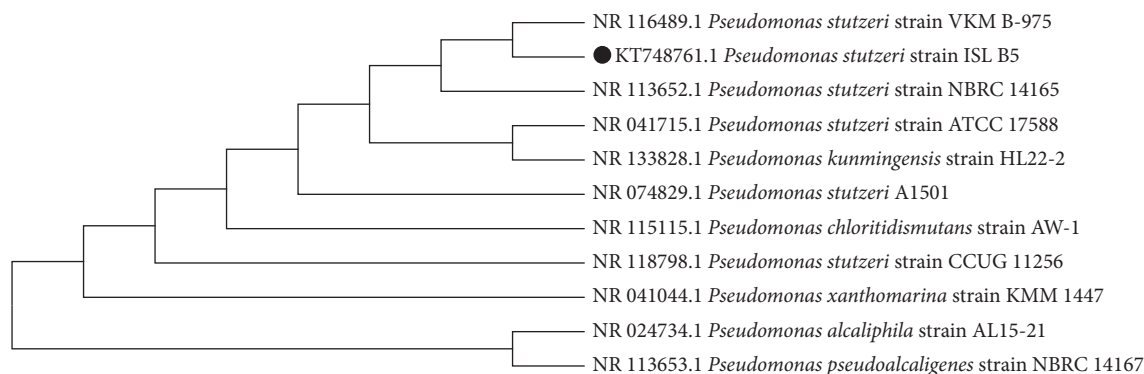 NR 116489.1 Pseudomonas stutzeri strain VKM B-975
KT748761.1 Pseudomonas stutzeri strain ISL B5
NR 113652.1 Pseudomonas stutzeri strain NBRC 14165
NR 041715.1 Pseudomonas stutzeri strain ATCC 17588
NR 133828.1 Pseudomonas kunmingensis strain HL22-2
NR 074829.1 Pseudomonas stutzeri A1501
NR 115115.1 Pseudomonas chloritidismutans strain AW-1
NR 118798.1 Pseudomonas stutzeri strain CCUG 11256
NR 041044.1 Pseudomonas xanthomarina strain KMM 1447
NR 024734.1 Pseudomonas alcaliphila strain AL15-21
NR 113653.1 Pseudomonas pseudoalcaligenes strain NBRC 14167